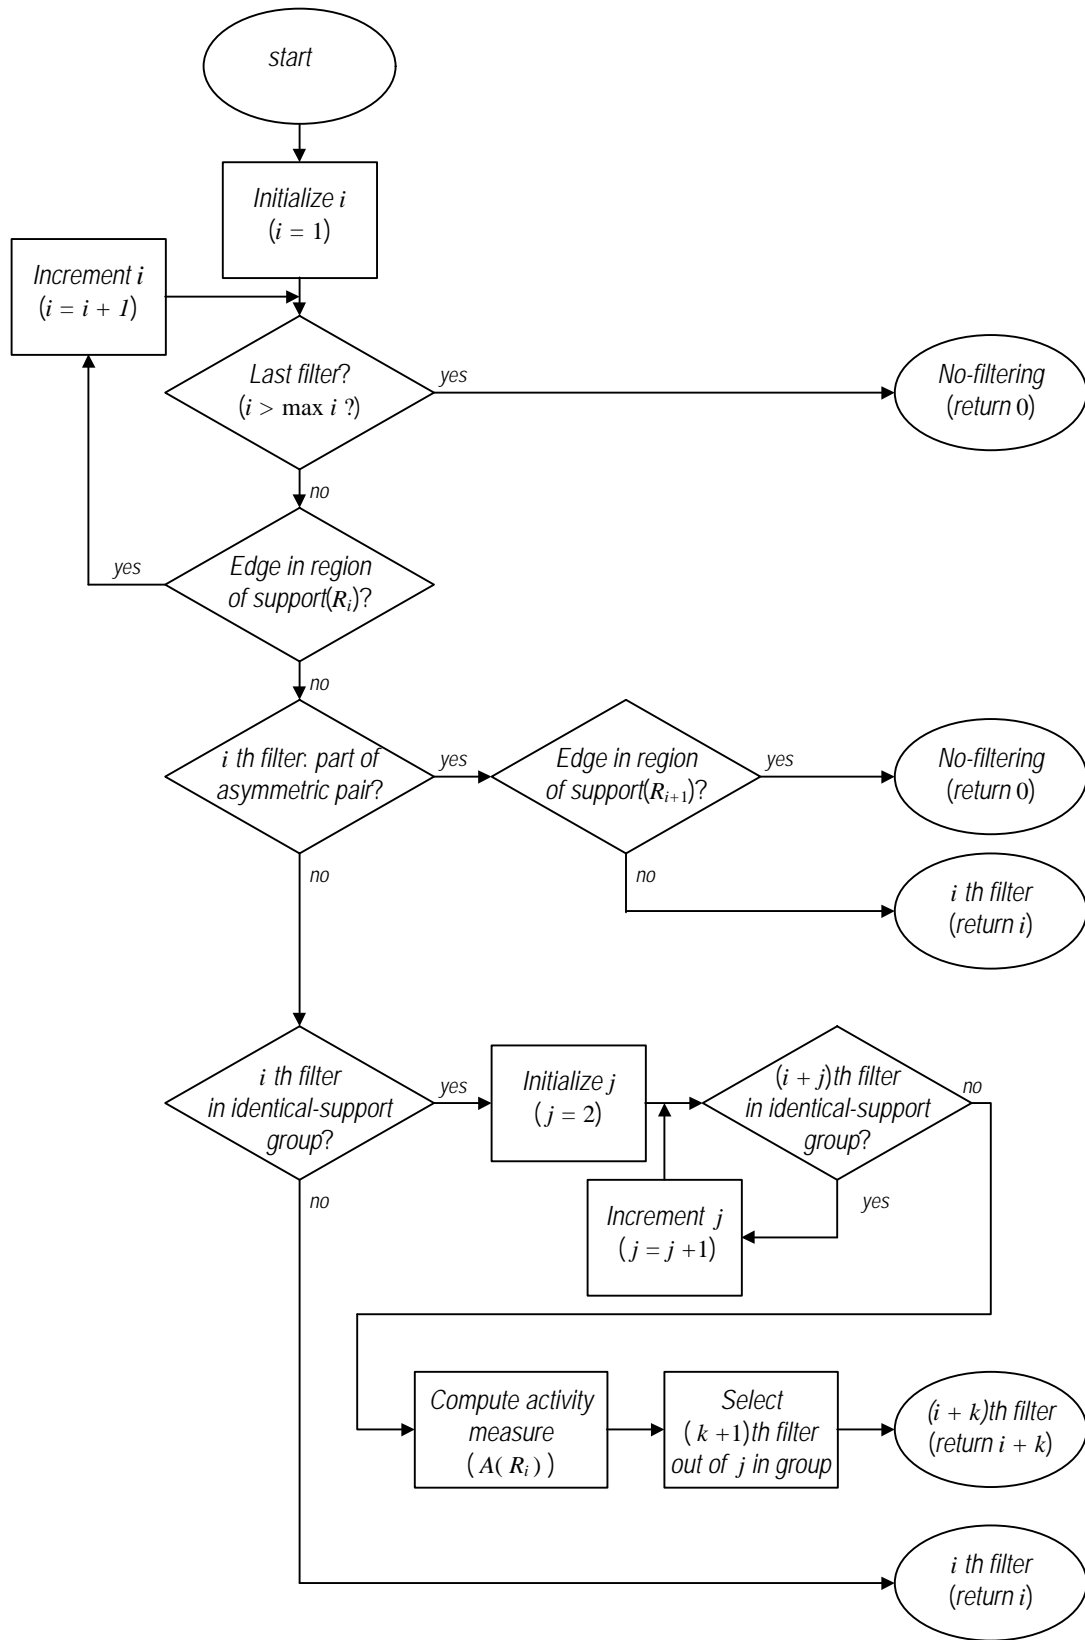 start
Initialize i
(i = 1)
Increment i
(i = i + 1)
Last filter?
(i > max i ?)
yes
No-filtering
(return 0)
no
Edge in region
of support(R_i)?
yes
no
i th filter: part of
asymmetric pair?
yes
Edge in region
of support(R_{i+1})?
yes
No-filtering
(return 0)
no
no
i th filter
(return i)
i th filter
in identical-support
group?
yes
Initialize j
( j = 2)
(i + j)th filter
in identical-support
group?
no
no
yes
Increment j
( j = j +1)
Compute activity
measure
( A( R_i ) )
Select
( k +1)th filter
out of j in group
(i + k)th filter
(return i + k)
i th filter
(return i)